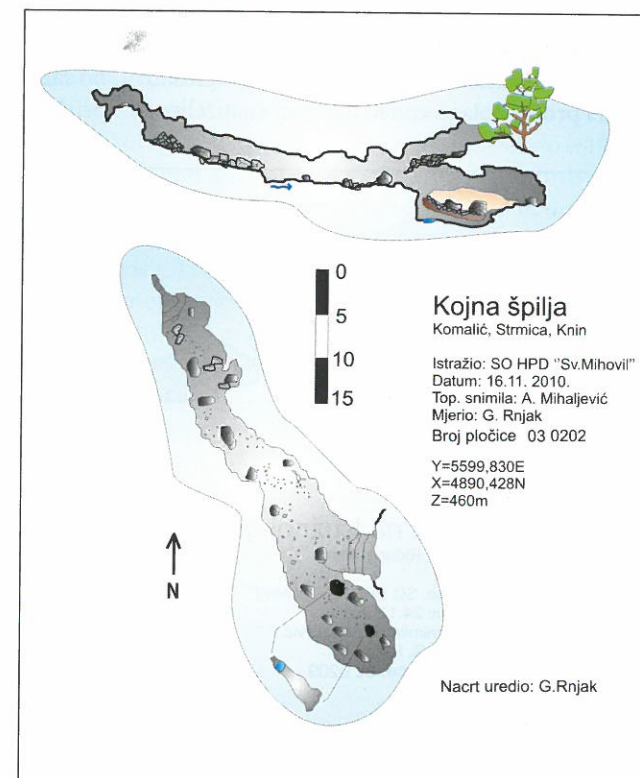 0
5
10
15
Kojna špilja
Komalić, Strmica, Knin
Istražio: SO HPD "Sv.Mihovil"
Datum: 16.11. 2010.
Top. snimila: A. Mihaljević
Mjerio: G. Rnjak
Broj pločice 03 0202
Y=5599,830E
X=4890,428N
Z=460m
N
Nacrt uredio: G.Rnjak